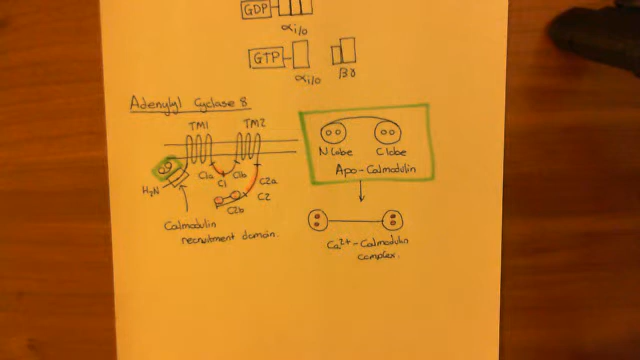 GDP
αi/o
GTP
αi/o
βγ
Adenylyl Cyclase 8
TM1
TM2
N lobe
C lobe
Apo-Calmodulin
C1a
C1b
C1
H2N
C2a
C2
C2b
Calmodulin
recruitment domain.
Ca2+-Calmodulin
complex.